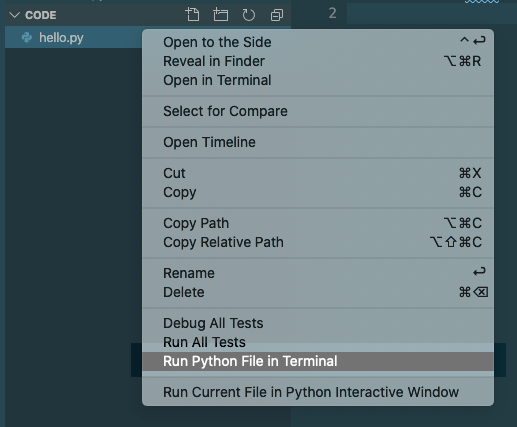 CODE
2
hello.py
Open to the Side ^↩
Reveal in Finder ⌥⌘R
Open in Terminal
Select for Compare
Open Timeline
Cut ⌘X
Copy ⌘C
Copy Path ⌥⌘C
Copy Relative Path ⌥⇧⌘C
Rename ↩
Delete ⌘⌫
Debug All Tests
Run All Tests
Run Python File in Terminal
Run Current File in Python Interactive Window